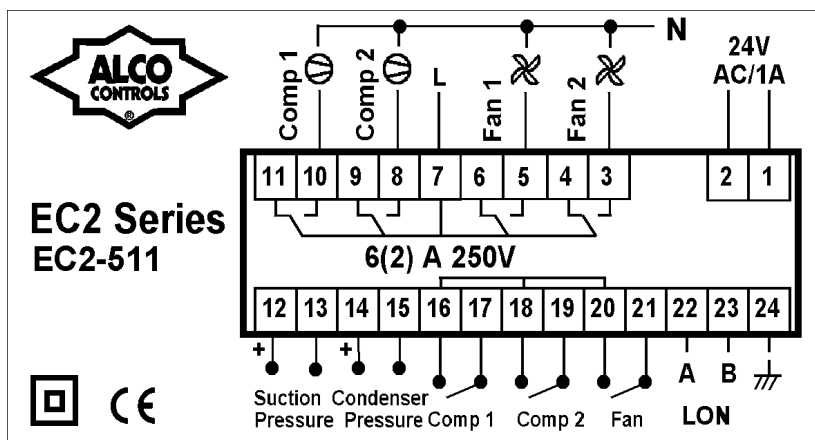 ALCO
CONTROLS
®
Comp 1
Comp 2
L
Fan 1
Fan 2
N
24V
AC/1A
11 10 9 8 7 6 5 4 3 2 1
EC2 Series
EC2-511
6(2) A 250V
12 13 14 15 16 17 18 19 20 21 22 23 24
+ +
A B
Suction Condenser
Pressure Pressure Comp 1 Comp 2 Fan LON
CE